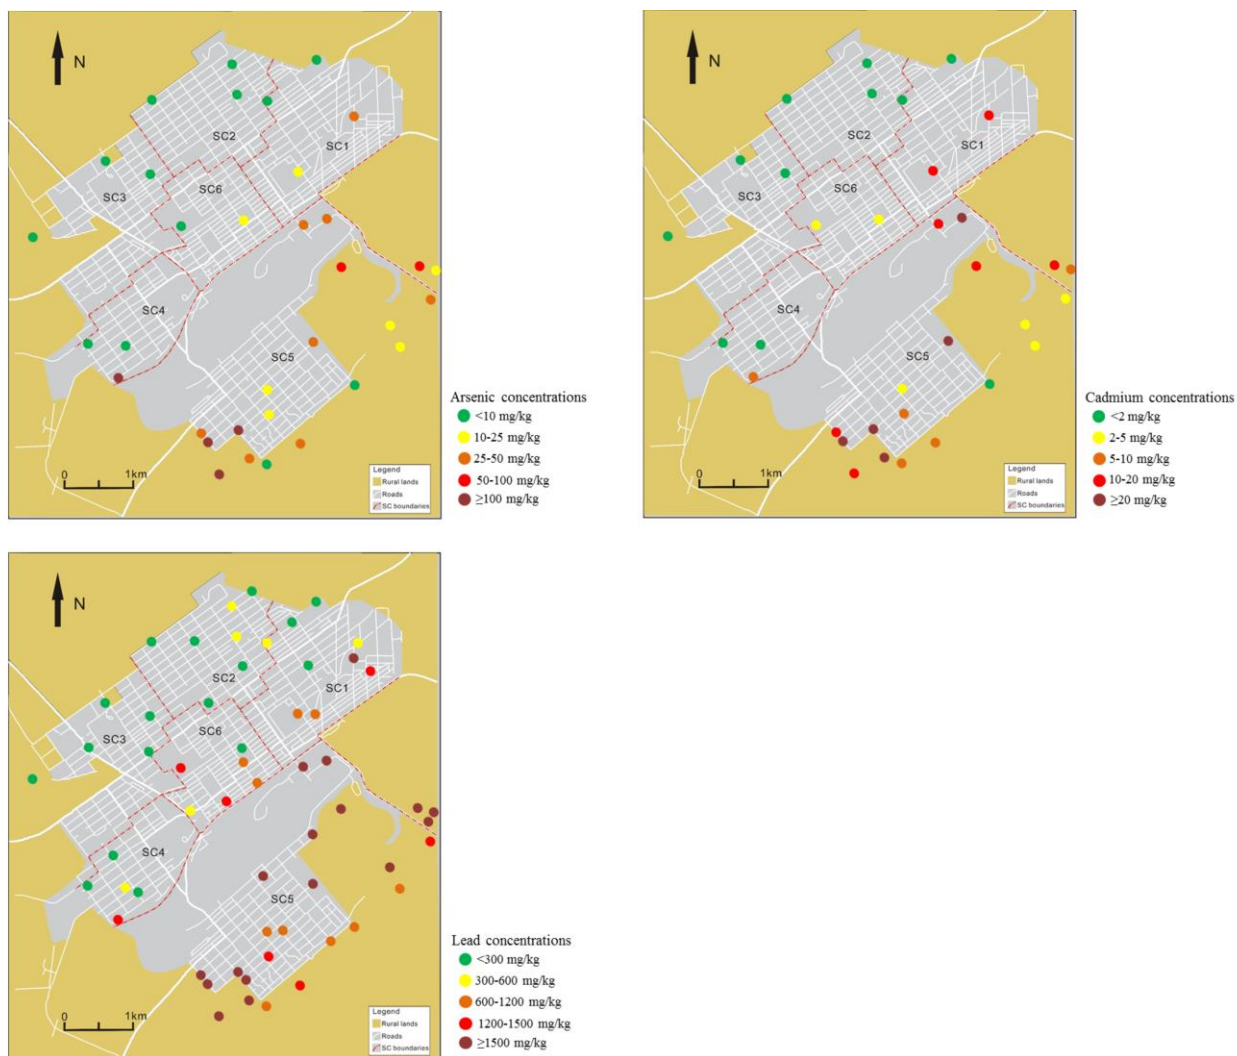 N
SC2
SC1
SC3
SC6
SC4
SC5
0 1km
Legend
Rural lands
Roads
SC boundaries
Arsenic concentrations
<10 mg/kg
10-25 mg/kg
25-50 mg/kg
50-100 mg/kg
≥100 mg/kg
N
SC2
SC1
SC3
SC6
SC4
SC5
0 1km
Legend
Rural lands
Roads
SC boundaries
Cadmium concentrations
<2 mg/kg
2-5 mg/kg
5-10 mg/kg
10-20 mg/kg
≥20 mg/kg
N
SC2
SC1
SC3
SC6
SC4
SC5
0 1km
Legend
Rural lands
Roads
SC boundaries
Lead concentrations
<300 mg/kg
300-600 mg/kg
600-1200 mg/kg
1200-1500 mg/kg
≥1500 mg/kg